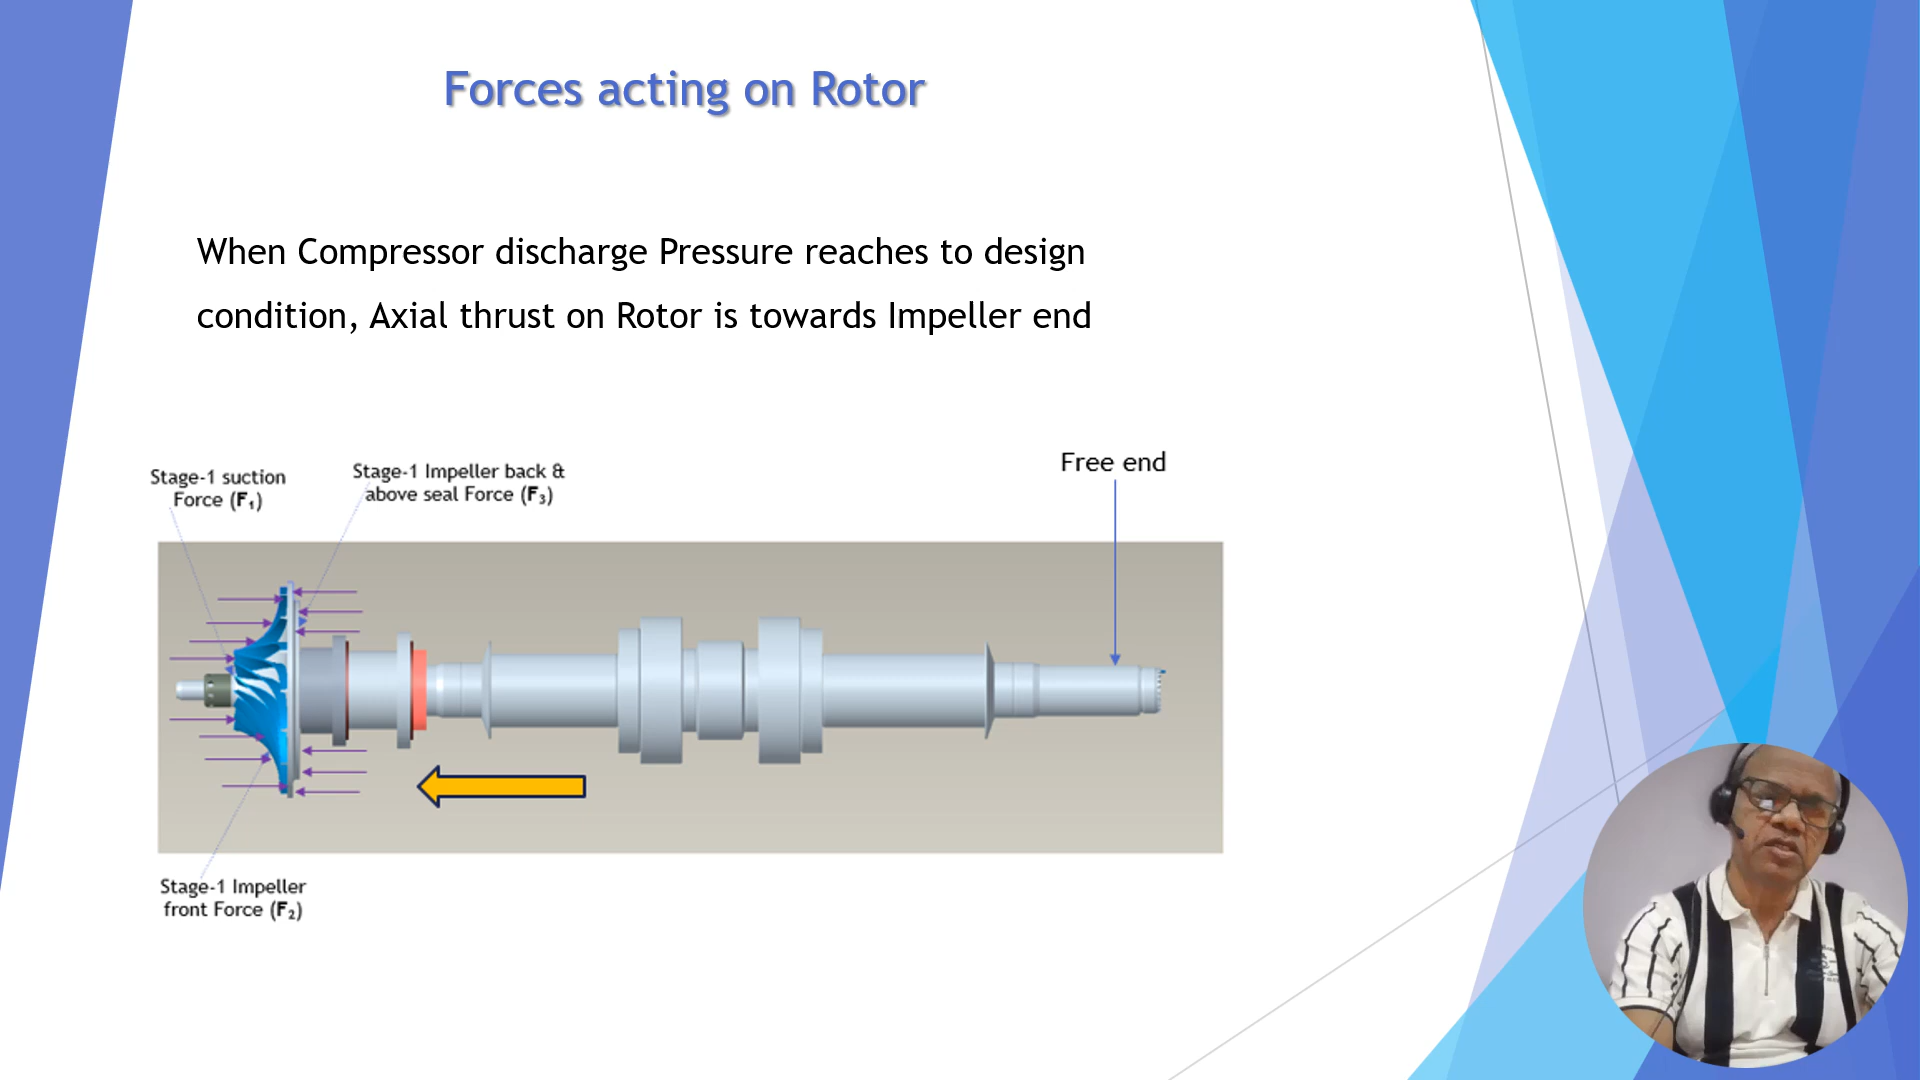 Forces acting on Rotor
When Compressor discharge Pressure reaches to design
condition, Axial thrust on Rotor is towards Impeller end
Stage-1 suction
Force (F₁)
Stage-1 Impeller back &
above seal Force (F₃)
Free end
Stage-1 Impeller
front Force (F₂)